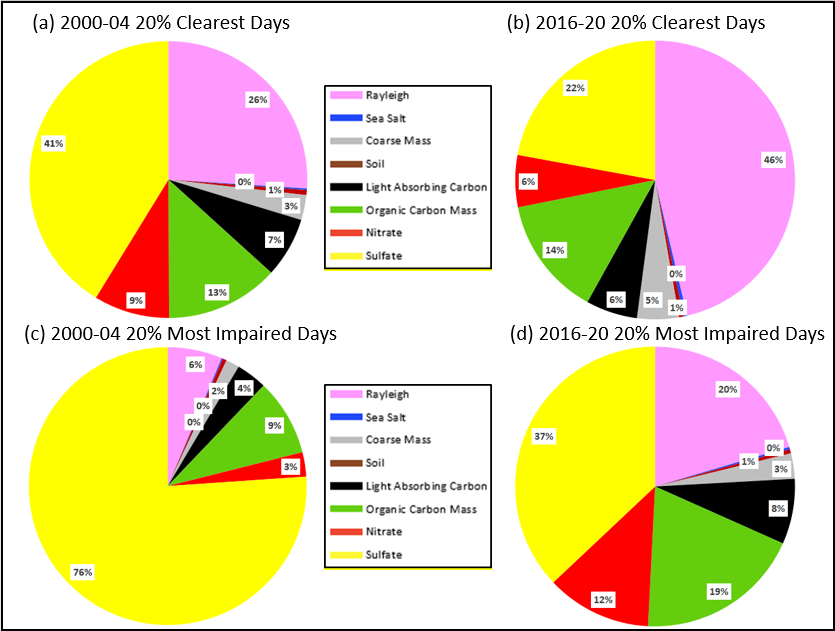 (a) 2000-04 20% Clearest Days
26%
0%
1%
3%
7%
13%
9%
41%
Rayleigh
Sea Salt
Coarse Mass
Soil
Light Absorbing Carbon
Organic Carbon Mass
Nitrate
Sulfate
(b) 2016-20 20% Clearest Days
46%
0%
1%
5%
6%
14%
6%
22%
(c) 2000-04 20% Most Impaired Days
6%
0%
0%
2%
4%
9%
3%
76%
Rayleigh
Sea Salt
Coarse Mass
Soil
Light Absorbing Carbon
Organic Carbon Mass
Nitrate
Sulfate
(d) 2016-20 20% Most Impaired Days
20%
0%
1%
3%
8%
19%
12%
37%